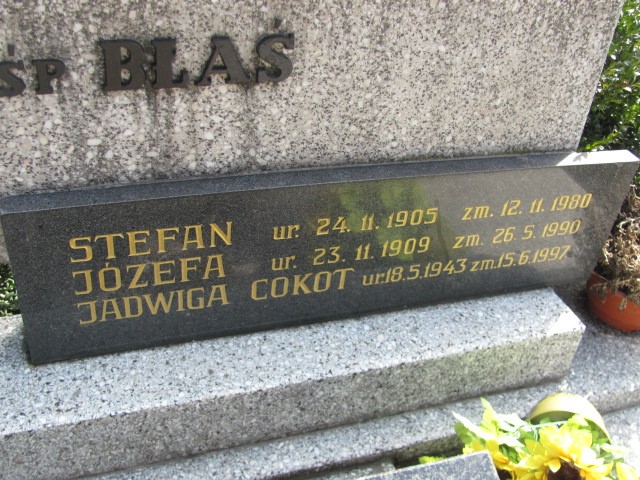 ŚP BŁAŚ
STEFAN ur. 24.11.1905 zm. 12.11.1980
JÓZEFA ur. 23.11.1909 zm. 26.5.1990
JADWIGA COKOT ur.18.5.1943 zm.15.6.1997